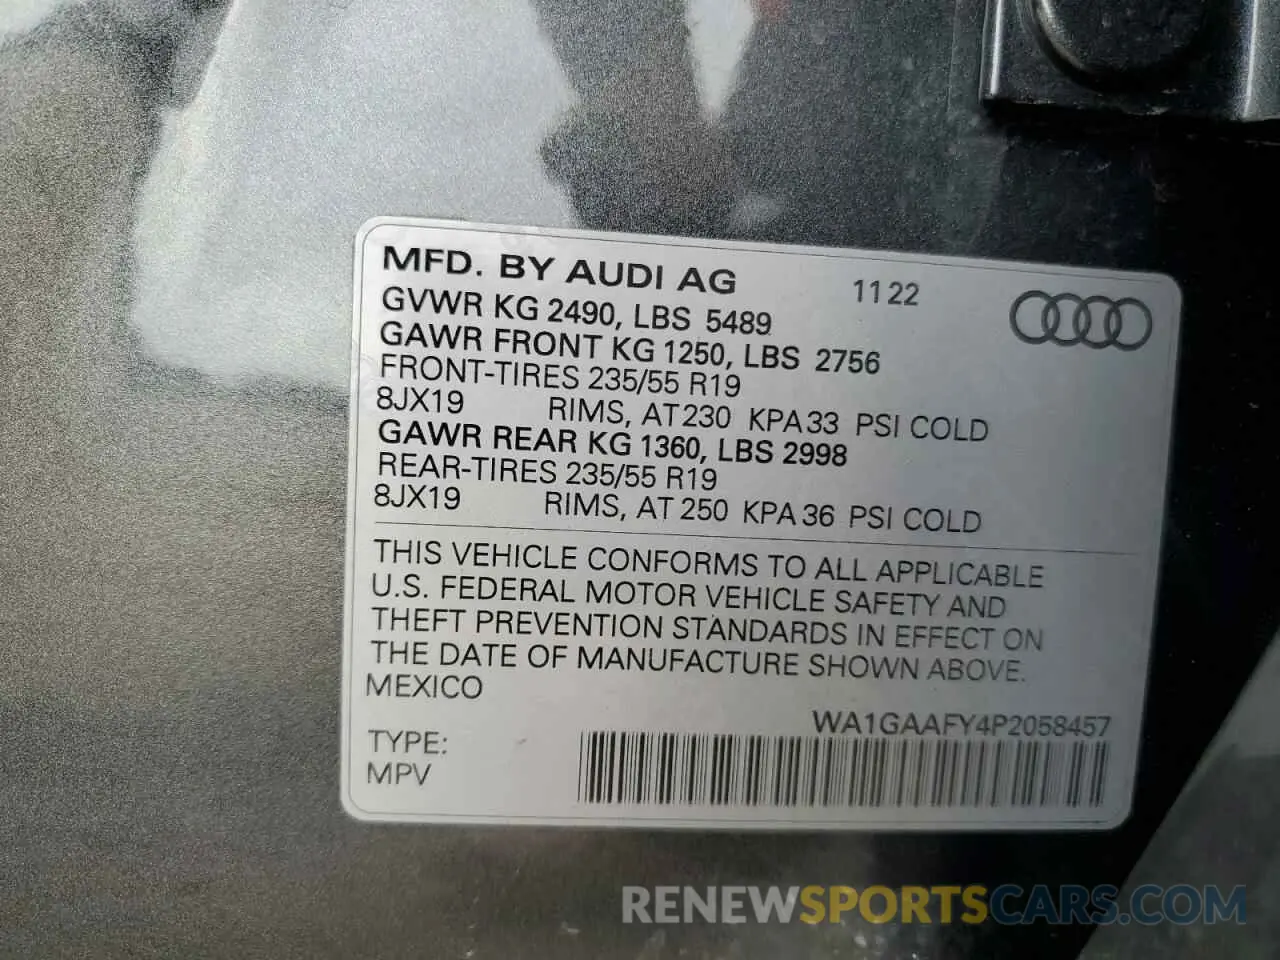 MFD. BY AUDI AG 11 22
GVWR KG 2490, LBS 5489
GAWR FRONT KG 1250, LBS 2756
FRONT-TIRES 235/55 R19
8JX19 RIMS, AT 230 KPA 33 PSI COLD
GAWR REAR KG 1360, LBS 2998
REAR-TIRES 235/55 R19
8JX19 RIMS, AT 250 KPA 36 PSI COLD
THIS VEHICLE CONFORMS TO ALL APPLICABLE
U.S. FEDERAL MOTOR VEHICLE SAFETY AND
THEFT PREVENTION STANDARDS IN EFFECT ON
THE DATE OF MANUFACTURE SHOWN ABOVE.
MEXICO
WA1GAAFY4P2058457
TYPE:
MPV
RENEWSPORTSCARS.COM